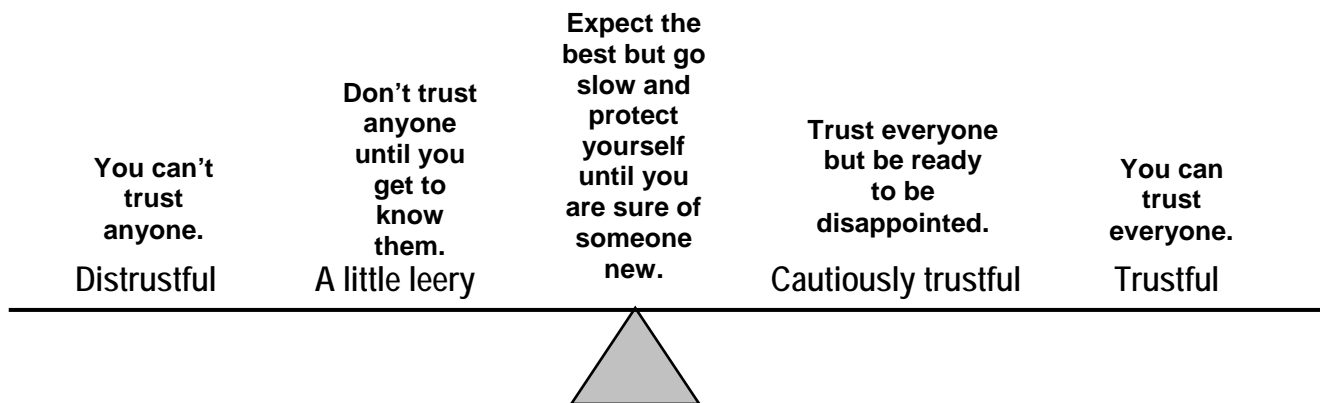 You can't
trust
anyone.
Distrustful
Don't trust
anyone
until you
get to
know
them.
A little leery
Expect the
best but go
slow and
protect
yourself
until you
are sure of
someone
new.
Trust everyone
but be ready
to be
disappointed.
Cautiously trustful
You can
trust
everyone.
Trustful